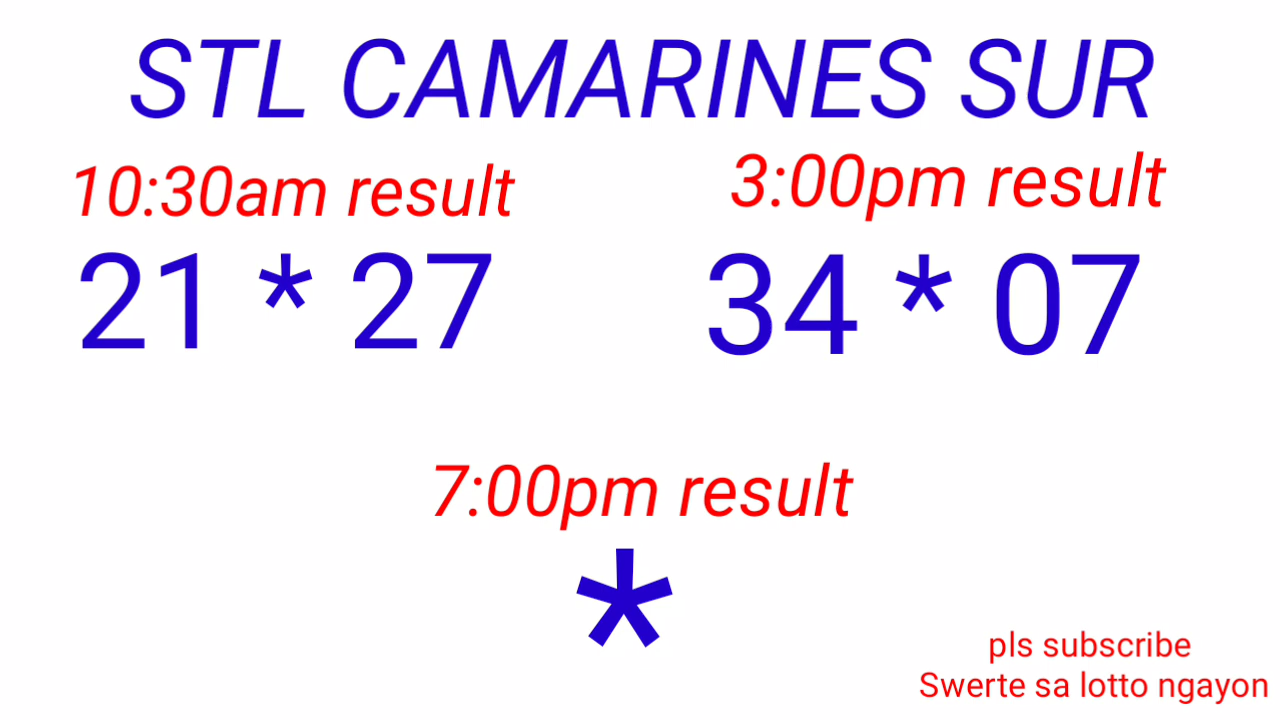 STL CAMARINES SUR
10:30am result
21 * 27
3:00pm result
34 * 07
7:00pm result
*
pls subscribe
Swerte sa lotto ngayon